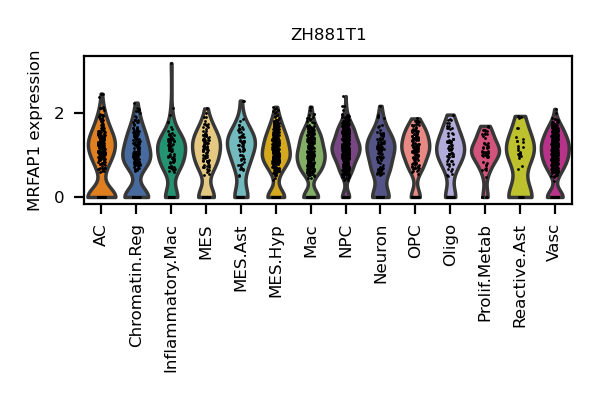 ZH881T1
MRFAP1 expression
2
0
AC
Chromatin.Reg
Inflammatory.Mac
MES
MES.Ast
MES.Hyp
Mac
NPC
Neuron
OPC
Oligo
Prolif.Metab
Reactive.Ast
Vasc